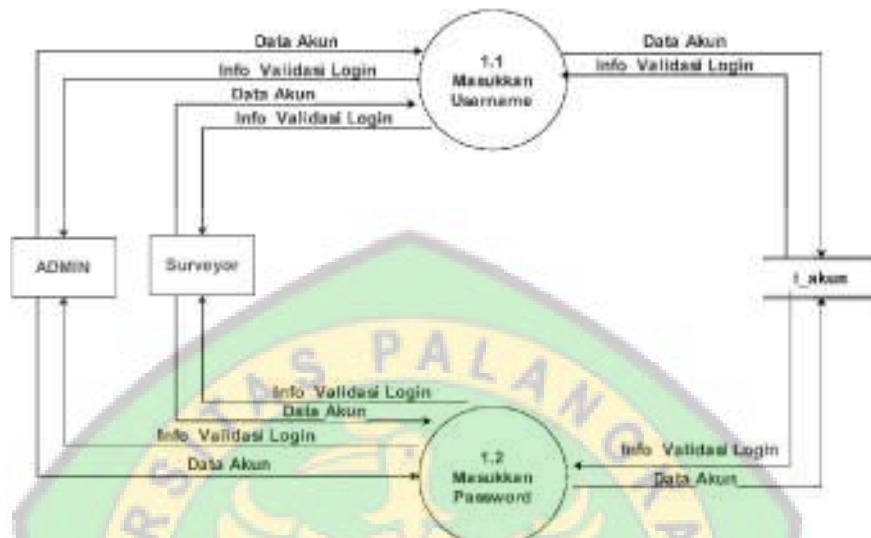 Data Akun
Info Validasi Login
Data Akun
Info Validasi Login
1.1
Masukkan
Username
Data Akun
Info Validasi Login
ADMIN
Surveyor
t_akun
RSITAS PALANGKA
Info Validasi Login
Data Akun
Info Validasi Login
Data Akun
1.2
Masukkan
Password
Info Validasi Login
Data Akun